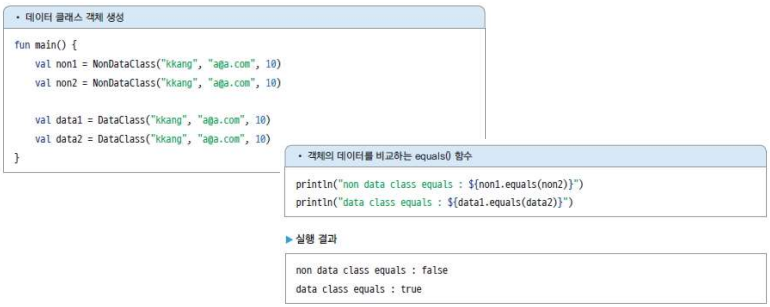 • 데이터 클래스 객체 생성
fun main() {
    val non1 = NonDataClass("kkang", "a@a.com", 10)
    val non2 = NonDataClass("kkang", "a@a.com", 10)
    val data1 = DataClass("kkang", "a@a.com", 10)
    val data2 = DataClass("kkang", "a@a.com", 10)
}
• 객체의 데이터를 비교하는 equals() 함수
println("non data class equals : ${non1.equals(non2)}")
println("data class equals : ${data1.equals(data2)}")
▶ 실행 결과
non data class equals : false
data class equals : true